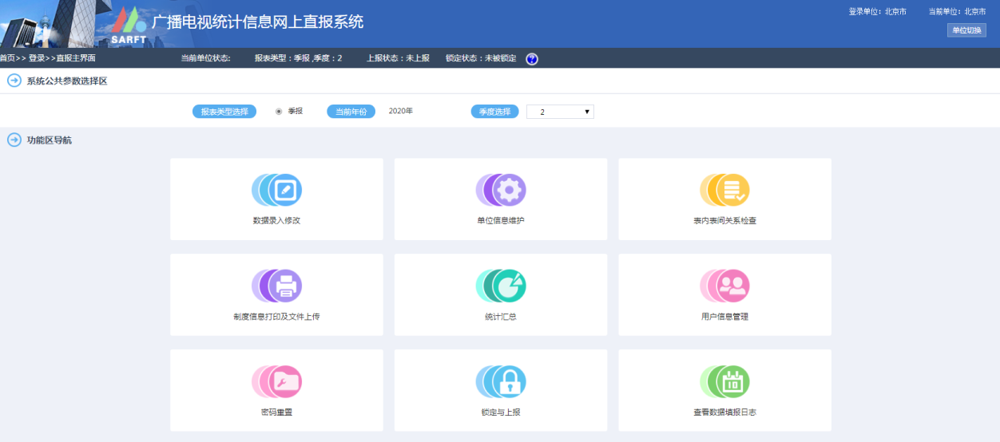 SARFT
广播电视统计信息网上直报系统
登录单位：北京市 当前单位：北京市
单位切换
首页>> 登录>>直报主界面 当前单位状态: 报表类型：季报 ,季度：2 上报状态：未上报 锁定状态：未被锁定 ?
系统公共参数选择区
报表类型选择 季报 当前年份 2020年 季度选择 2
功能区导航
数据录入修改 单位信息维护 表内表间关系检查
制度信息打印及文件上传 统计汇总 用户信息管理
10
密码重置 锁定与上报 查看数据填报日志